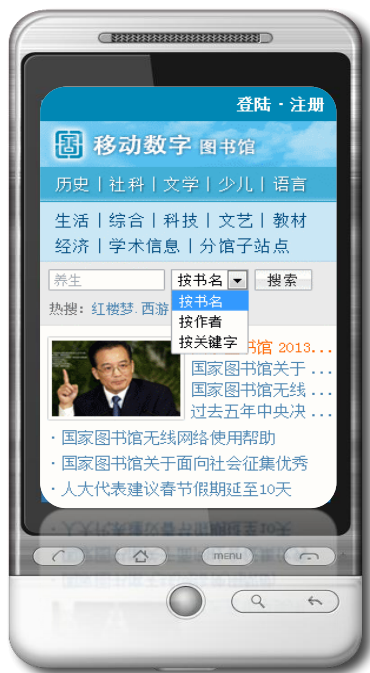 登陆 · 注册
移动数字 图书馆
历史 | 社科 | 文学 | 少儿 | 语言
生活 | 综合 | 科技 | 文艺 | 教材
经济 | 学术信息 | 分馆子站点
养生 按书名 搜索
按书名
按作者
按关键字
热搜: 红楼梦. 西游
书馆 2013...
国家图书馆关于 ...
国家图书馆无线 ...
过去五年中央决 ...
· 国家图书馆无线网络使用帮助
· 国家图书馆关于面向社会征集优秀
· 人大代表建议春节假期延至10天
MENU